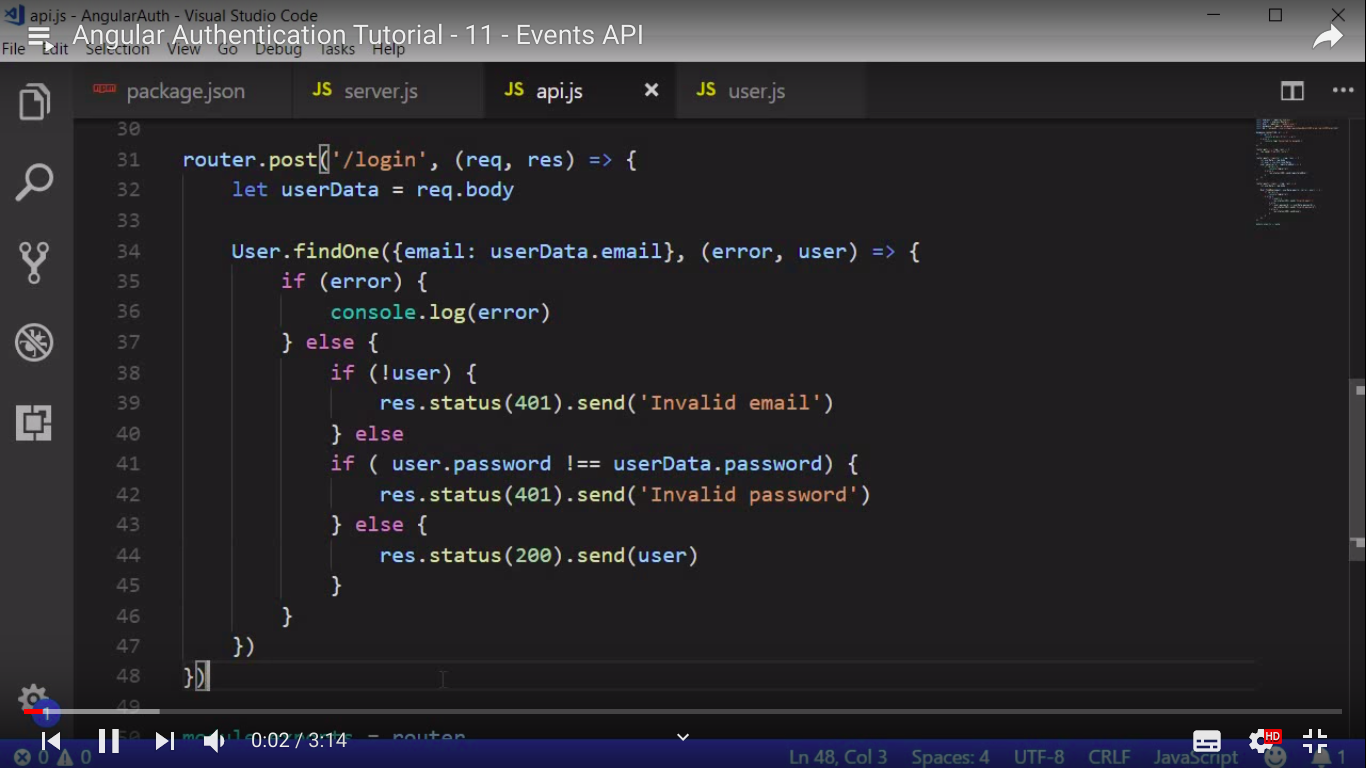 api.js - AngularAuth - Visual Studio Code
Angular Authentication Tutorial - 11 - Events API
File Edit Selection View Go Debug Tasks Help
npm package.json JS server.js JS api.js × JS user.js
30
31 router.post('/login', (req, res) => {
32     let userData = req.body
33
34     User.findOne({email: userData.email}, (error, user) => {
35         if (error) {
36             console.log(error)
37         } else {
38             if (!user) {
39                 res.status(401).send('Invalid email')
40             } else
41             if ( user.password !== userData.password) {
42                 res.status(401).send('Invalid password')
43             } else {
44                 res.status(200).send(user)
45             }
46         }
47     })
48 })
49
50 module.exports = router
1
0:02 / 3:14
HD
0 0 Ln 48, Col 3 Spaces: 4 UTF-8 CRLF JavaScript 1